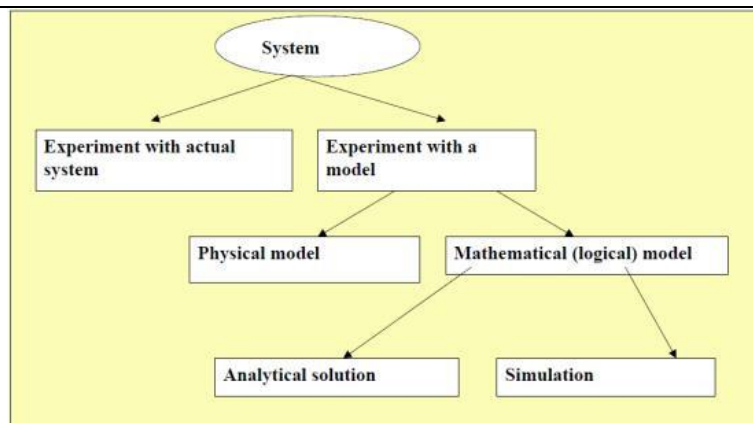 System
Experiment with actual
system
Experiment with a
model
Physical model
Mathematical (logical) model
Analytical solution
Simulation